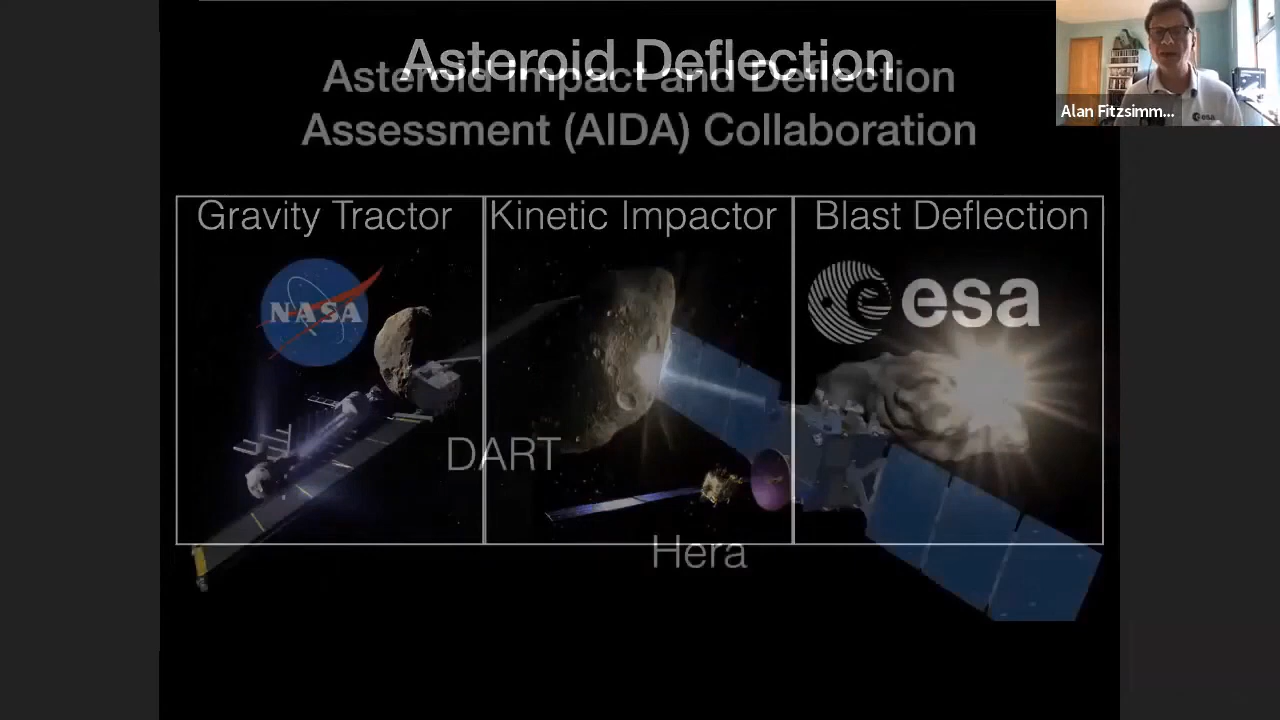 Asteroid Deflection
Asteroid Impact and Deflection
Assessment (AIDA) Collaboration
Alan Fitzsimm...
esa
Gravity Tractor
Kinetic Impactor
Blast Deflection
NASA
esa
DART
Hera